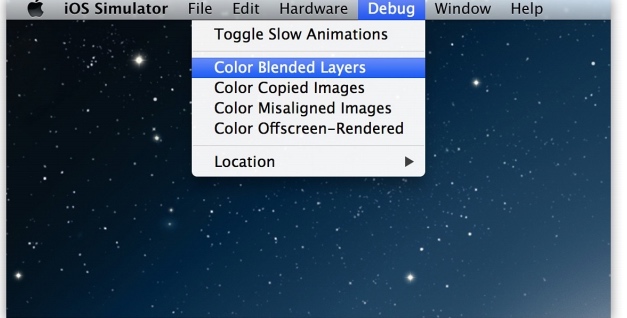 iOS Simulator File Edit Hardware Debug Window Help
Toggle Slow Animations
Color Blended Layers
Color Copied Images
Color Misaligned Images
Color Offscreen-Rendered
Location